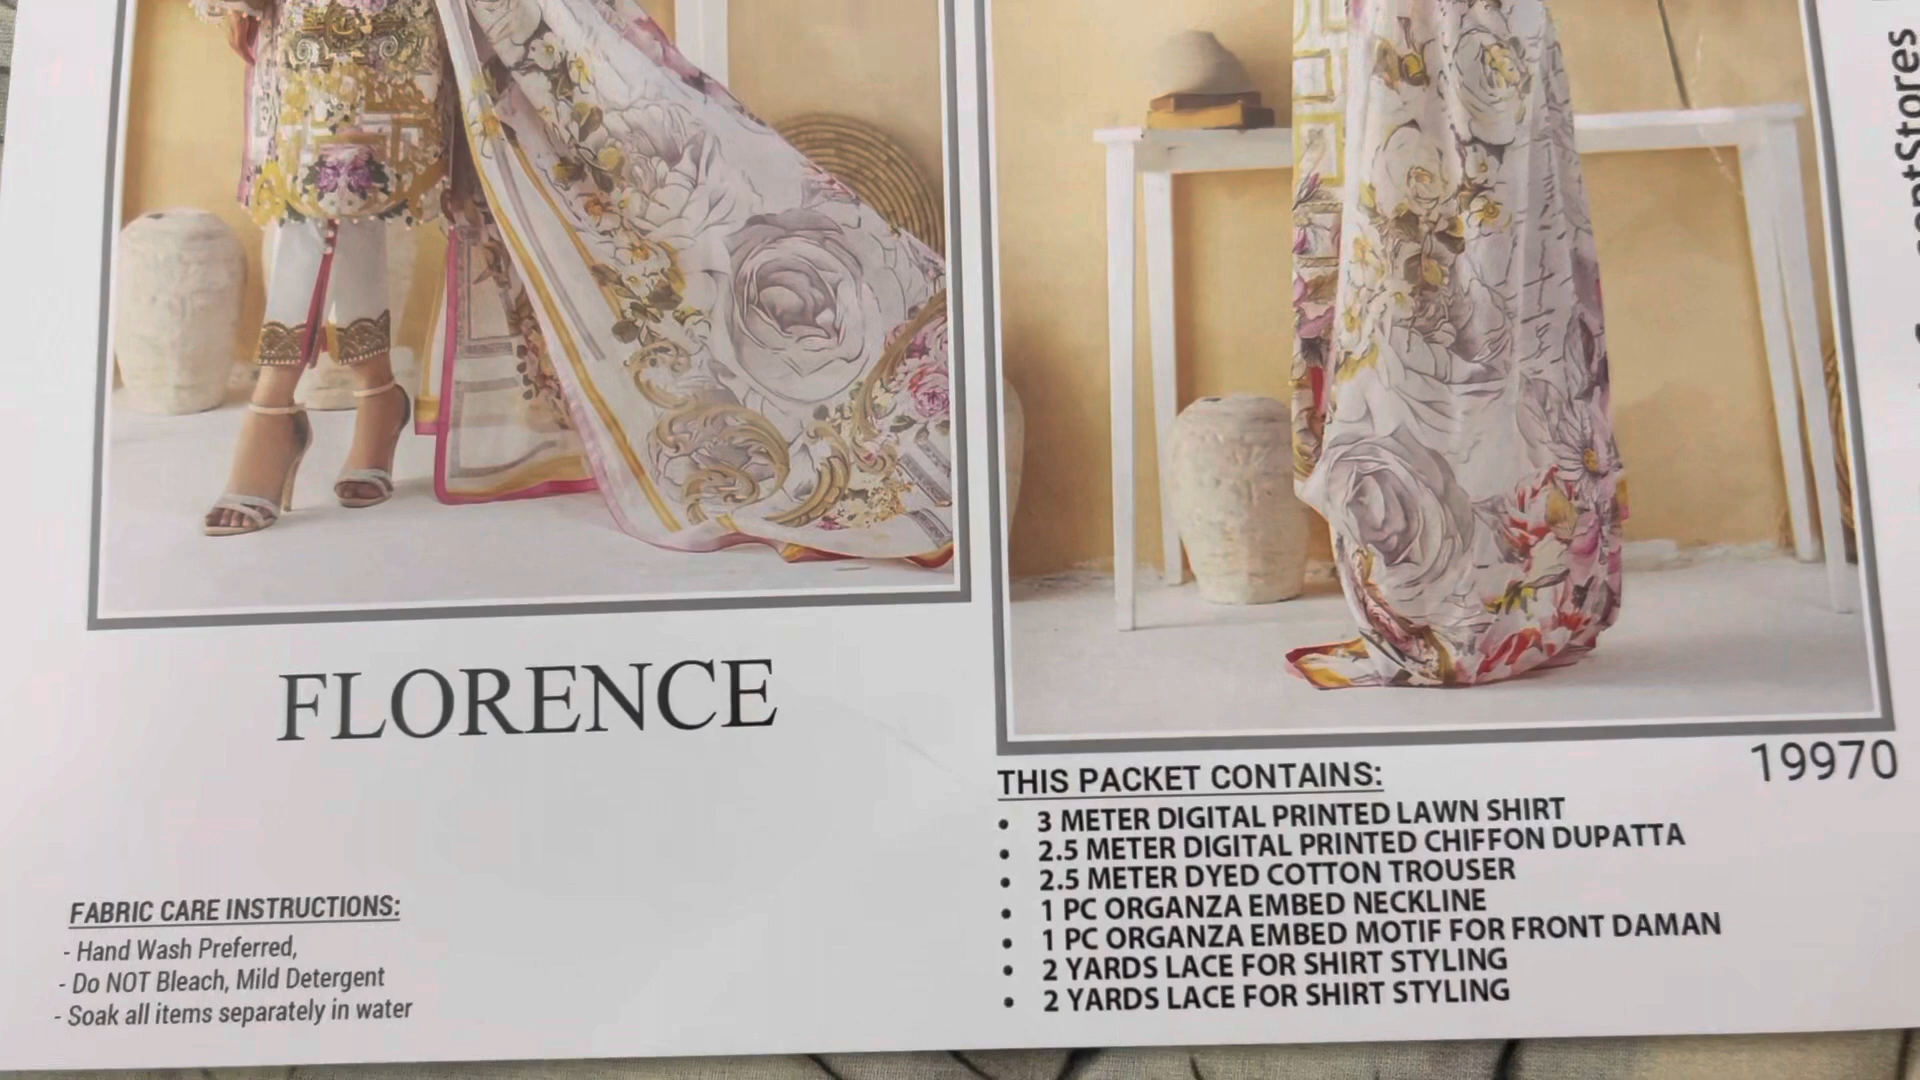 FLORENCE
FABRIC CARE INSTRUCTIONS:
- Hand Wash Preferred,
- Do NOT Bleach, Mild Detergent
- Soak all items separately in water
19970
THIS PACKET CONTAINS:
• 3 METER DIGITAL PRINTED LAWN SHIRT
• 2.5 METER DIGITAL PRINTED CHIFFON DUPATTA
• 2.5 METER DYED COTTON TROUSER
• 1 PC ORGANZA EMBED NECKLINE
• 1 PC ORGANZA EMBED MOTIF FOR FRONT DAMAN
• 2 YARDS LACE FOR SHIRT STYLING
• 2 YARDS LACE FOR SHIRT STYLING